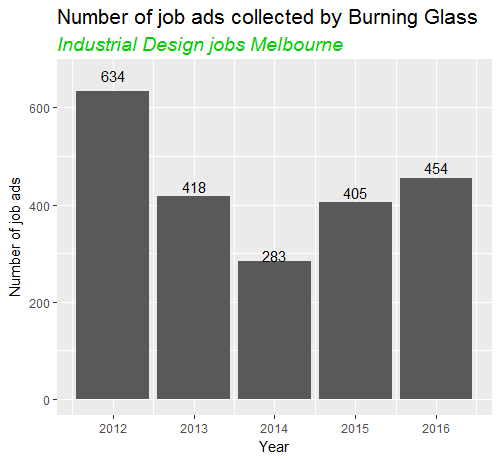 Number of job ads collected by Burning Glass
Industrial Design jobs Melbourne
Number of job ads
600
400
200
0
634
418
283
405
454
2012 2013 2014 2015 2016
Year